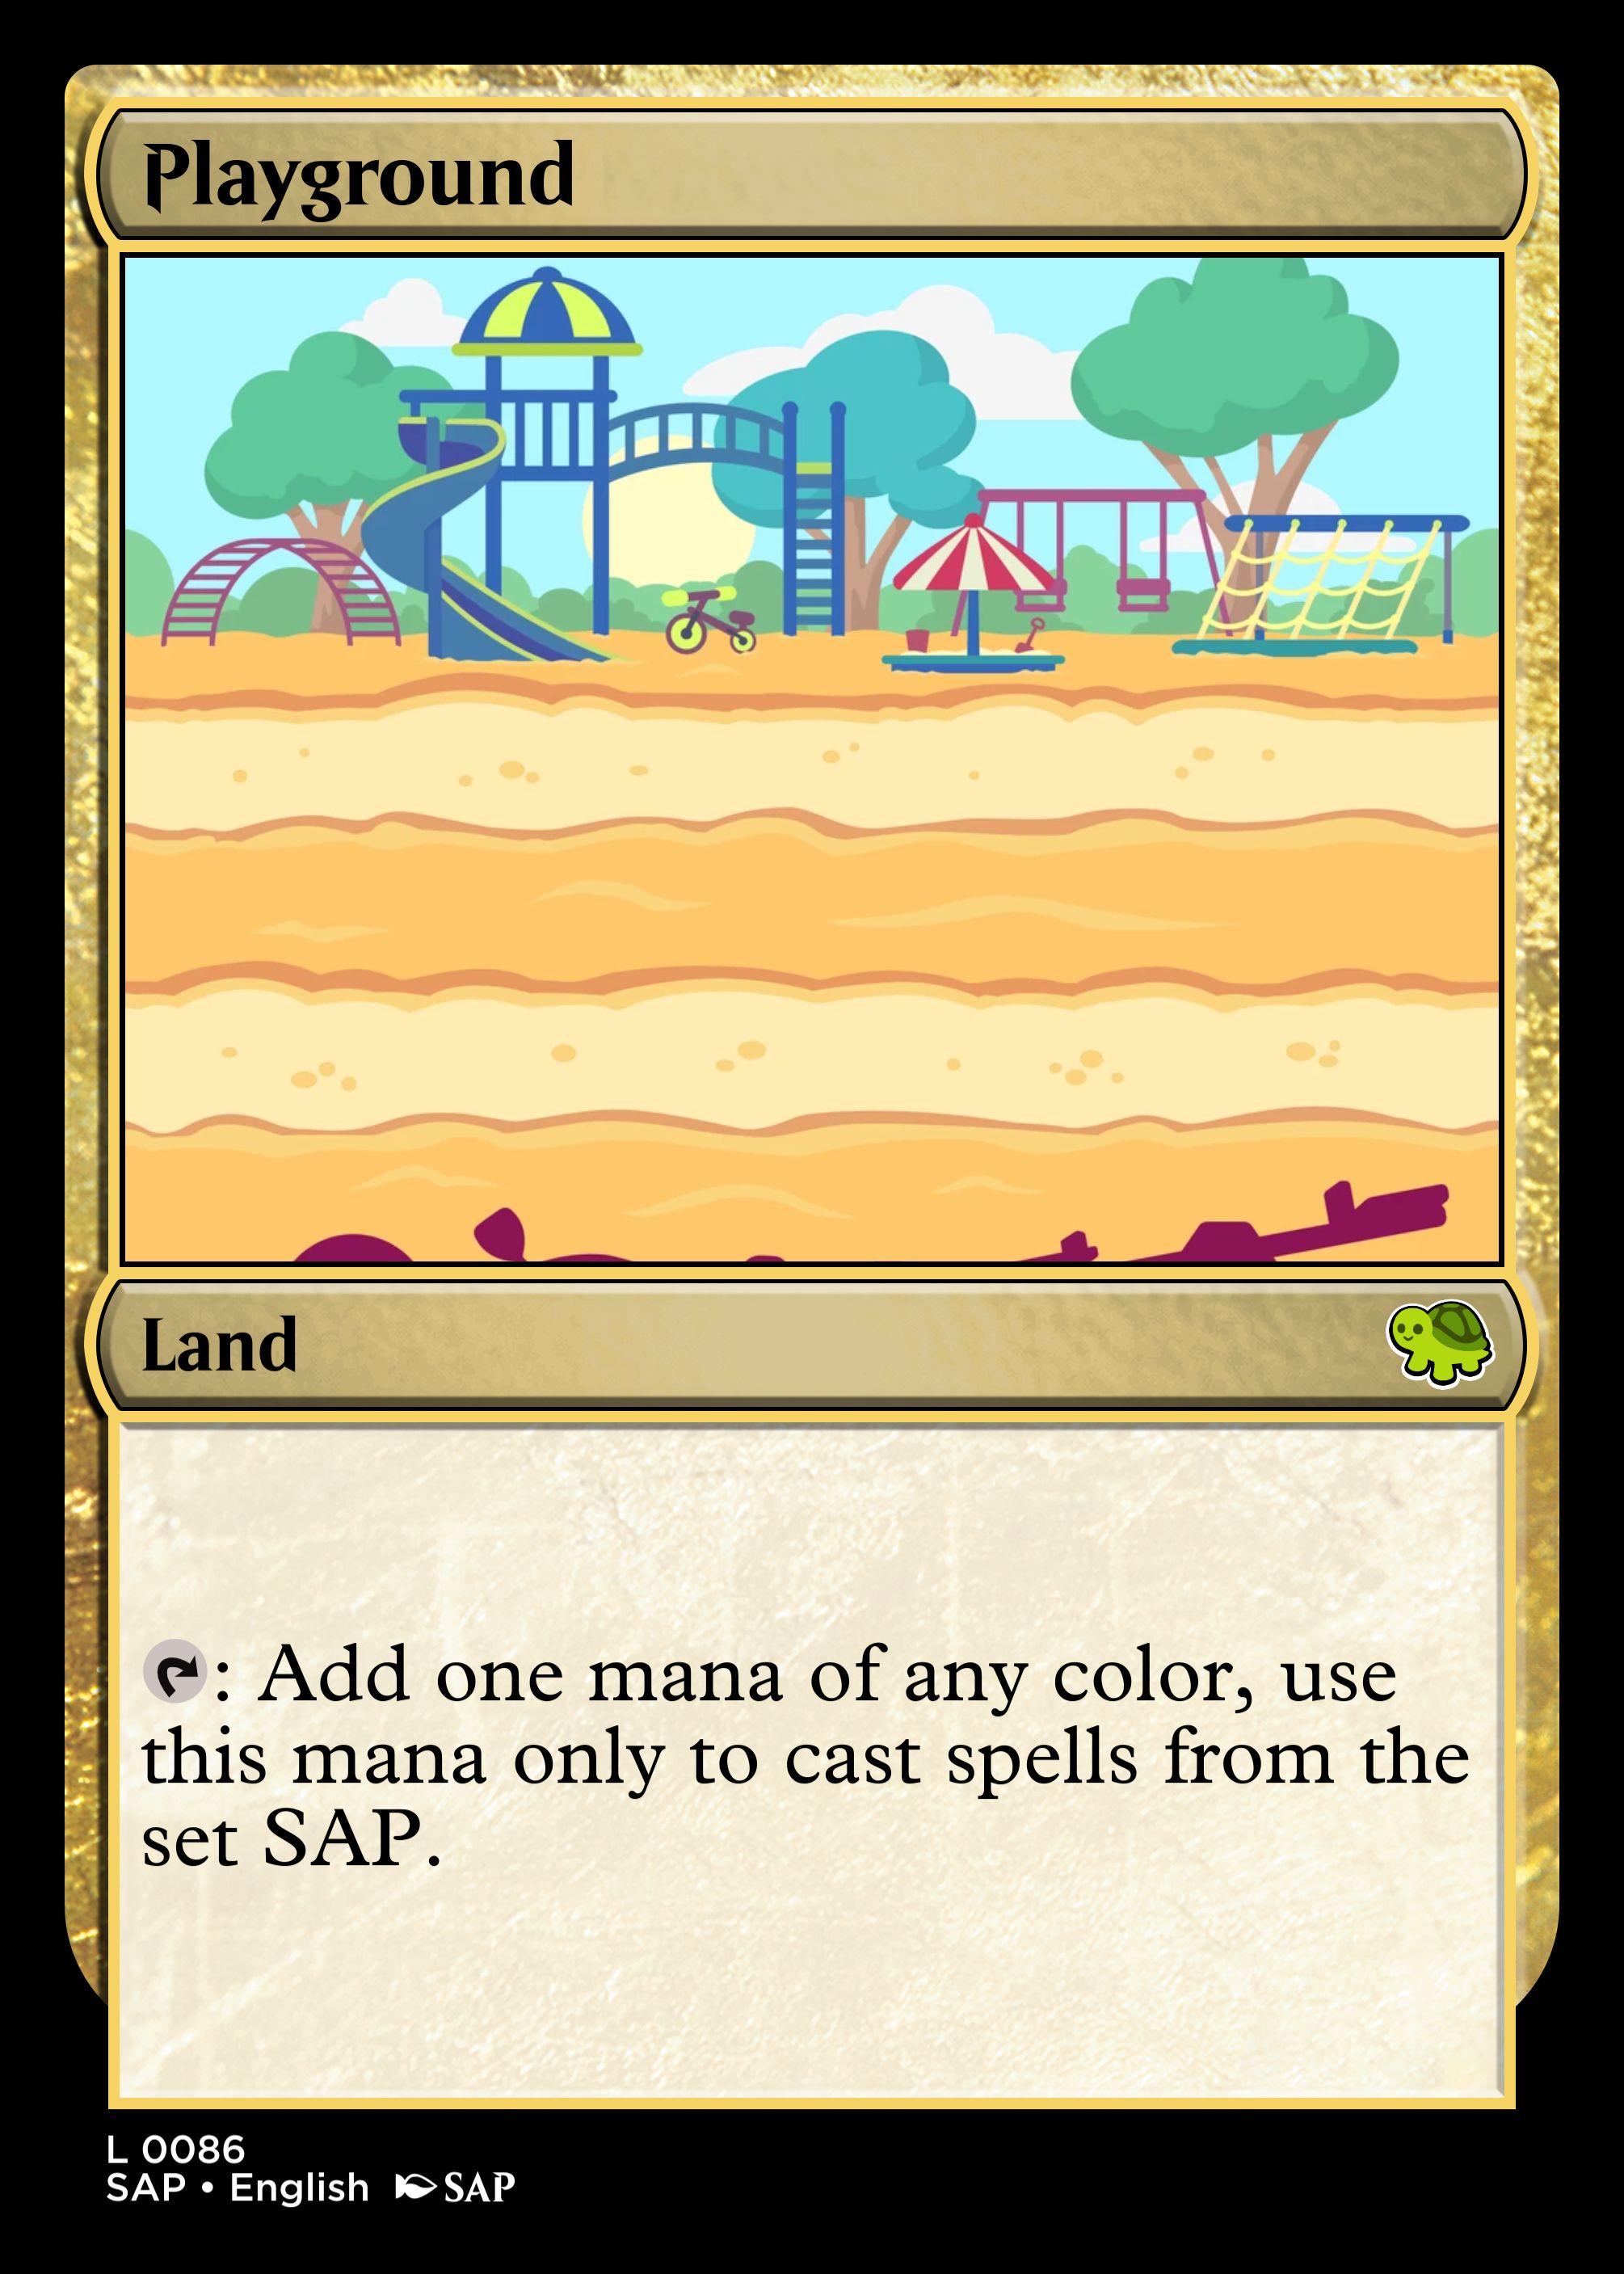 Playground
Land
: Add one mana of any color, use
this mana only to cast spells from the
set SAP.
L 0086
SAP • English SAP